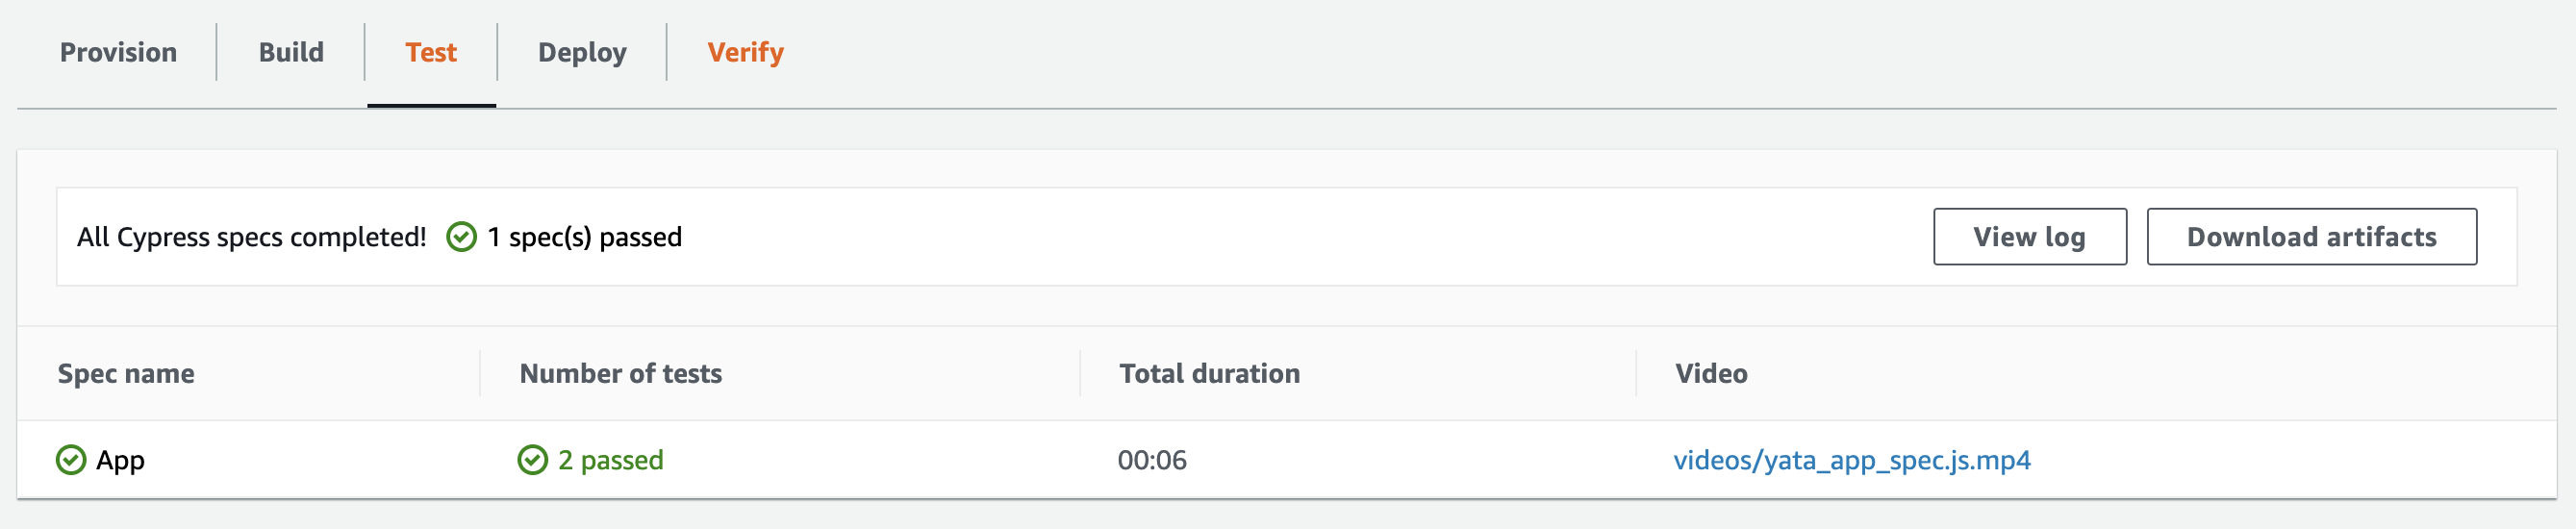 Provision Build Test Deploy Verify
All Cypress specs completed! 1 spec(s) passed View log Download artifacts
Spec name Number of tests Total duration Video
App 2 passed 00:06 videos/yata_app_spec.js.mp4